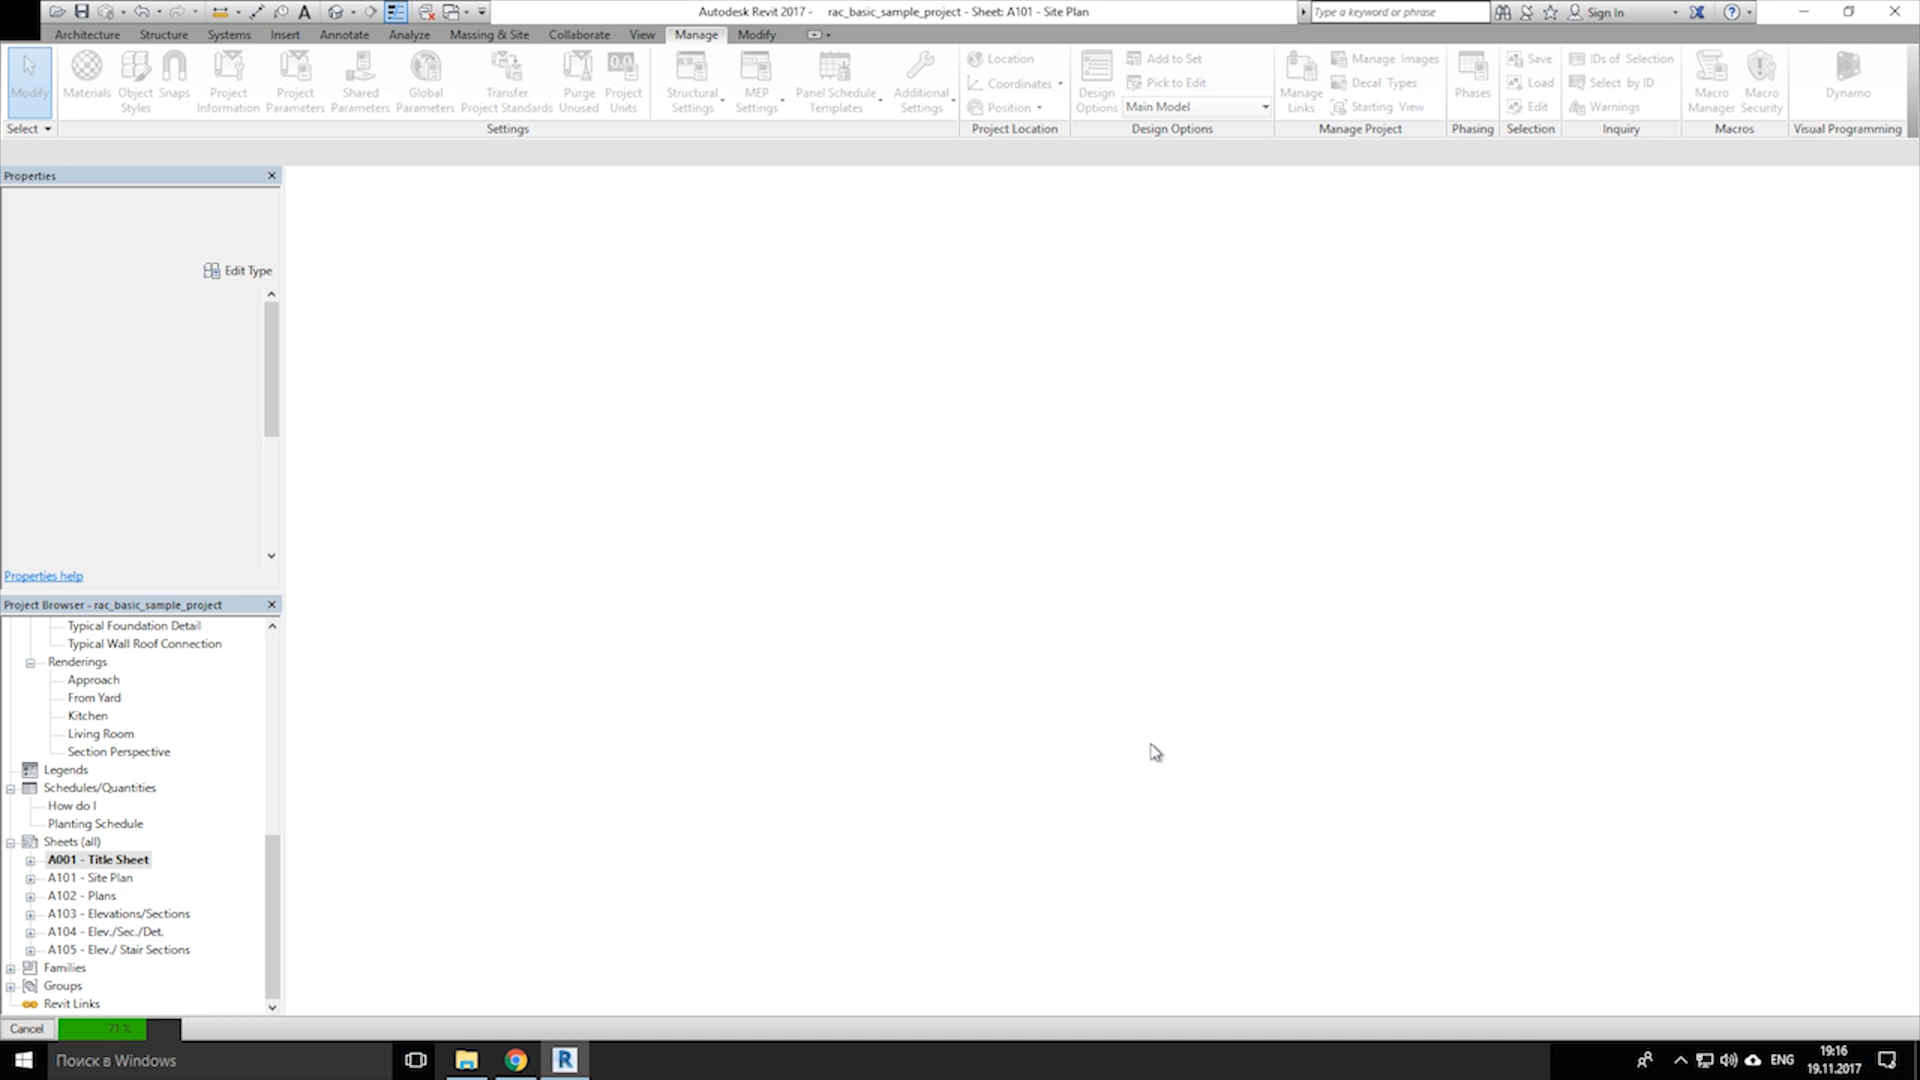 Autodesk Revit 2017 - rac_basic_sample_project - Sheet: A101 - Site Plan
Type a keyword or phrase
Sign In
Architecture Structure Systems Insert Annotate Analyze Massing & Site Collaborate View Manage Modify
Modify
Select
Materials
Object Styles
Snaps
Project Information
Project Parameters
Shared Parameters
Global Parameters
Transfer Project Standards
Purge Unused
Project Units
Structural Settings
MEP Settings
Panel Schedule Templates
Additional Settings
Settings
Location
Coordinates
Position
Project Location
Design Options
Add to Set
Pick to Edit
Main Model
Design Options
Manage Links
Manage Images
Decal Types
Starting View
Manage Project
Phases
Phasing
Save
Load
Edit
Selection
IDs of Selection
Select by ID
Warnings
Inquiry
Macro Manager
Macro Security
Macros
Dynamo
Visual Programming
Properties
Edit Type
Properties help
Project Browser - rac_basic_sample_project
Typical Foundation Detail
Typical Wall Roof Connection
Renderings
Approach
From Yard
Kitchen
Living Room
Section Perspective
Legends
Schedules/Quantities
How do I
Planting Schedule
Sheets (all)
A001 - Title Sheet
A101 - Site Plan
A102 - Plans
A103 - Elevations/Sections
A104 - Elev./Sec./Det.
A105 - Elev./ Stair Sections
Families
Groups
Revit Links
Cancel 71 %
Поиск в Windows
ENG
19:16
19.11.2017